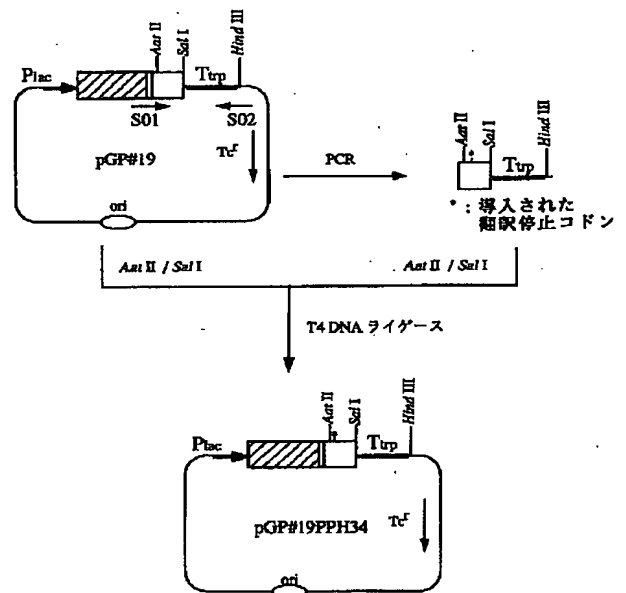 Aat II
Sal I
Hind III
Plac
Ttrp
S01
S02
Tcr
pGP#19
ori
PCR
Aat II
Sal I
Hind III
Ttrp
*
*：導入された
翻訳停止コドン
Aat II / Sal I
Aat II / Sal I
T4 DNA ライゲース
Aat II
*
Sal I
Hind III
Plac
Ttrp
Tcr
pGP#19PPH34
ori